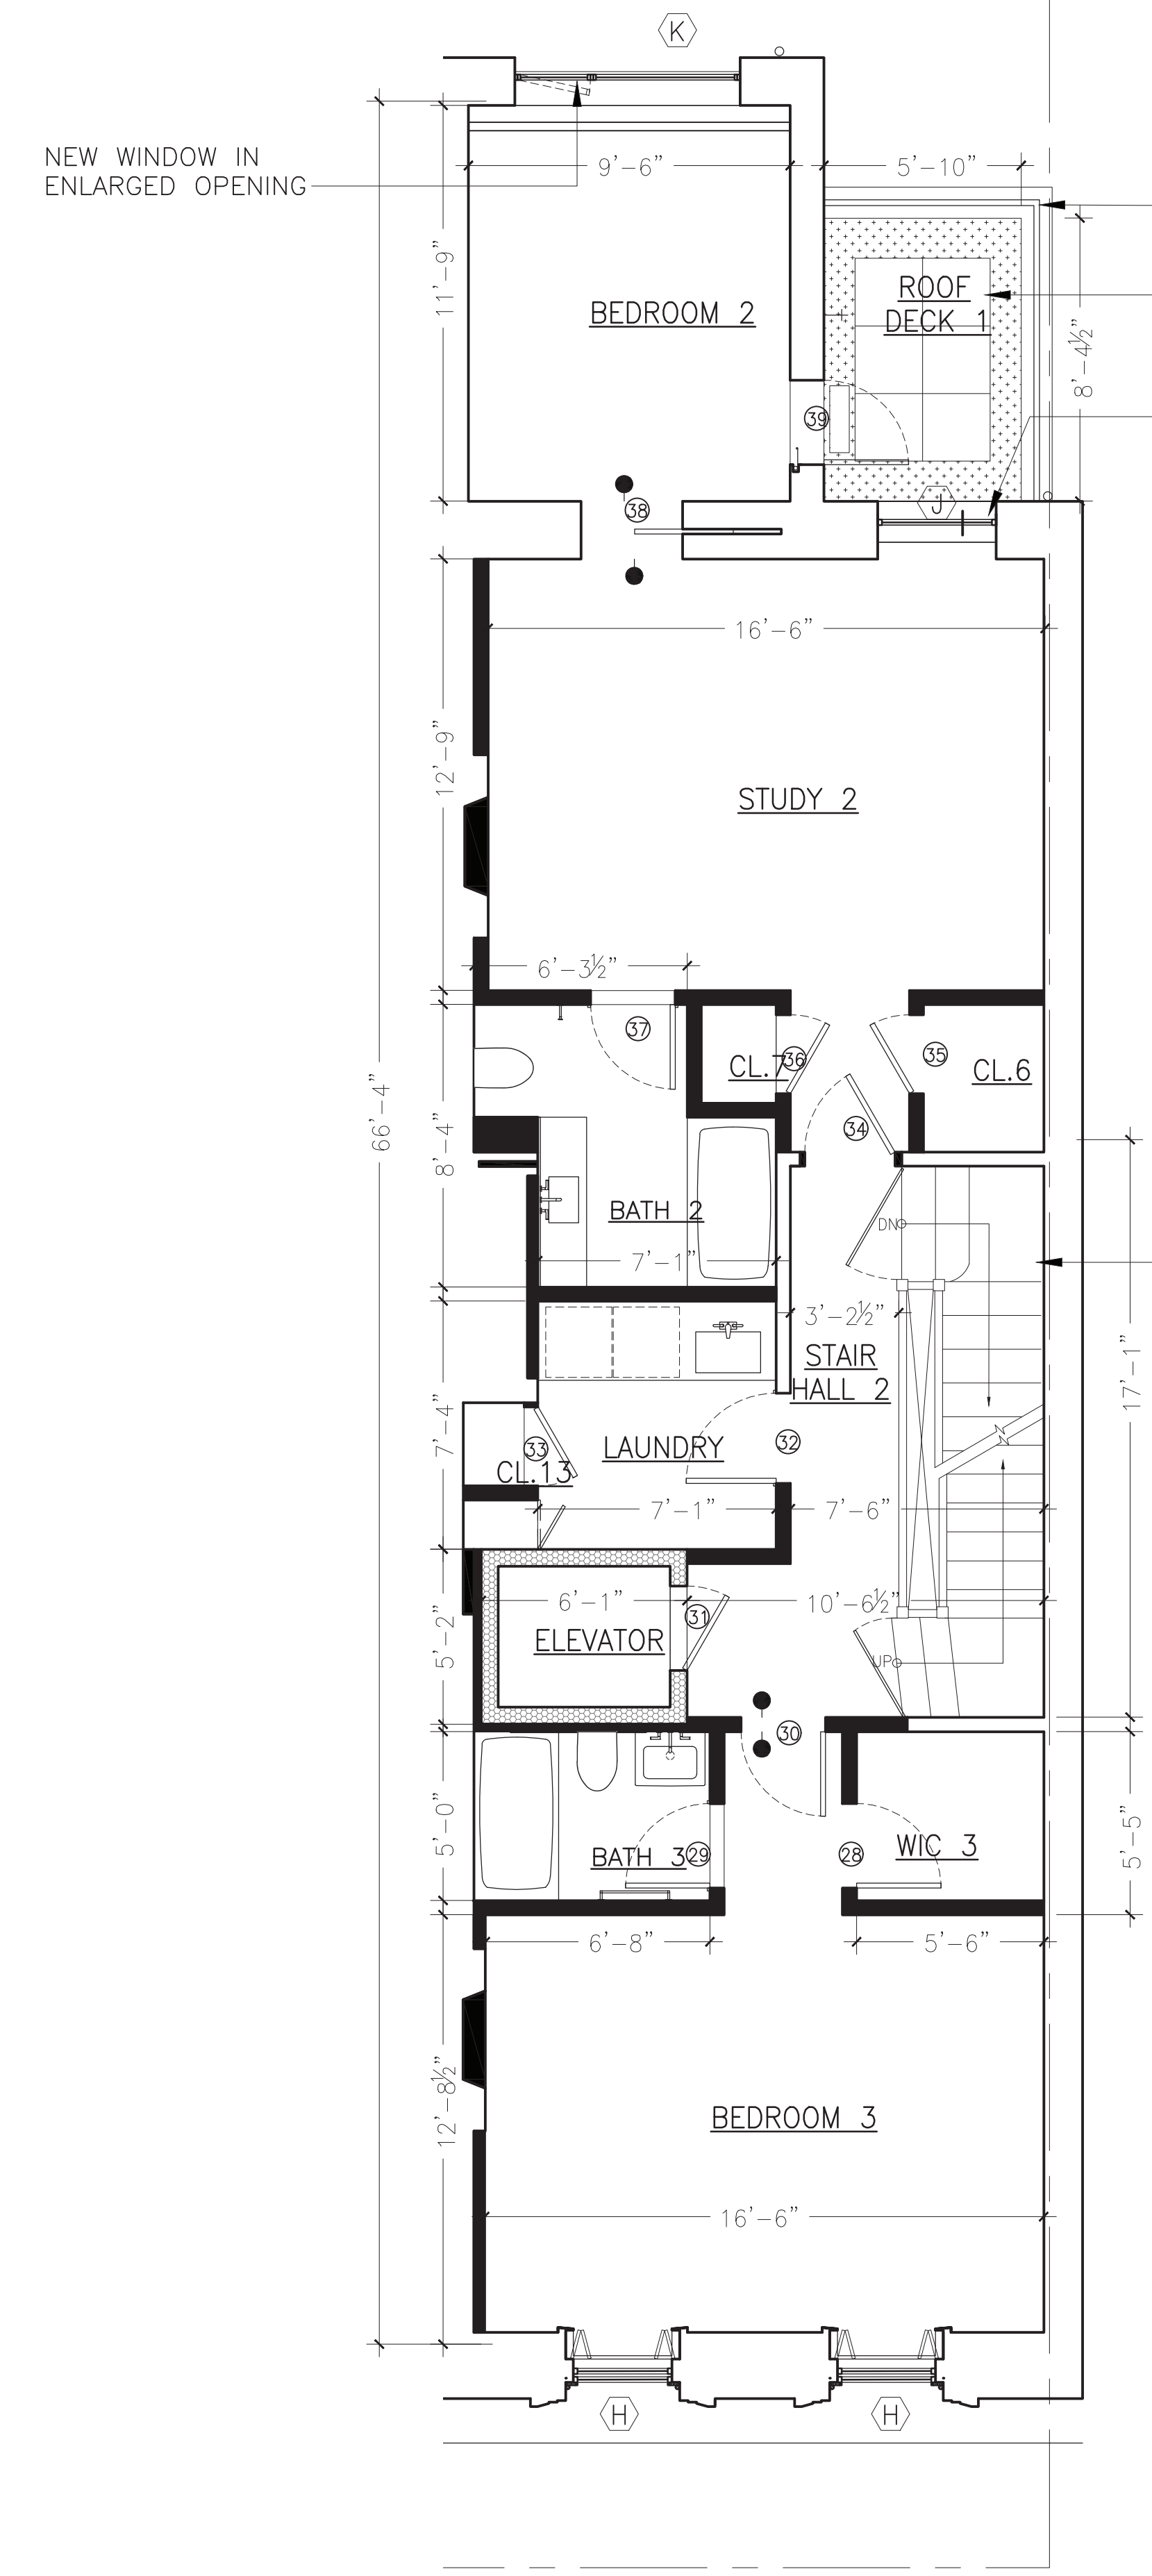 K
NEW WINDOW IN
ENLARGED OPENING
9'-6"
5'-10"
11'-9"
BEDROOM 2
ROOF
DECK 1
8'-4½"
39
38
J
16'-6"
12'-9"
STUDY 2
6'-3½"
37
CL.7
36
35
CL.6
34
66'-4"
8'-4"
BATH 2
DN
7'-1"
3'-2½"
STAIR
HALL 2
17'-1"
7'-4"
33
CL.13
LAUNDRY
32
7'-1"
7'-6"
6'-1"
10'-6½"
31
ELEVATOR
5'-2"
UP
30
5'-0"
BATH 3
29
28
WIC 3
5'-5"
6'-8"
5'-6"
12'-8½"
BEDROOM 3
16'-6"
H
H